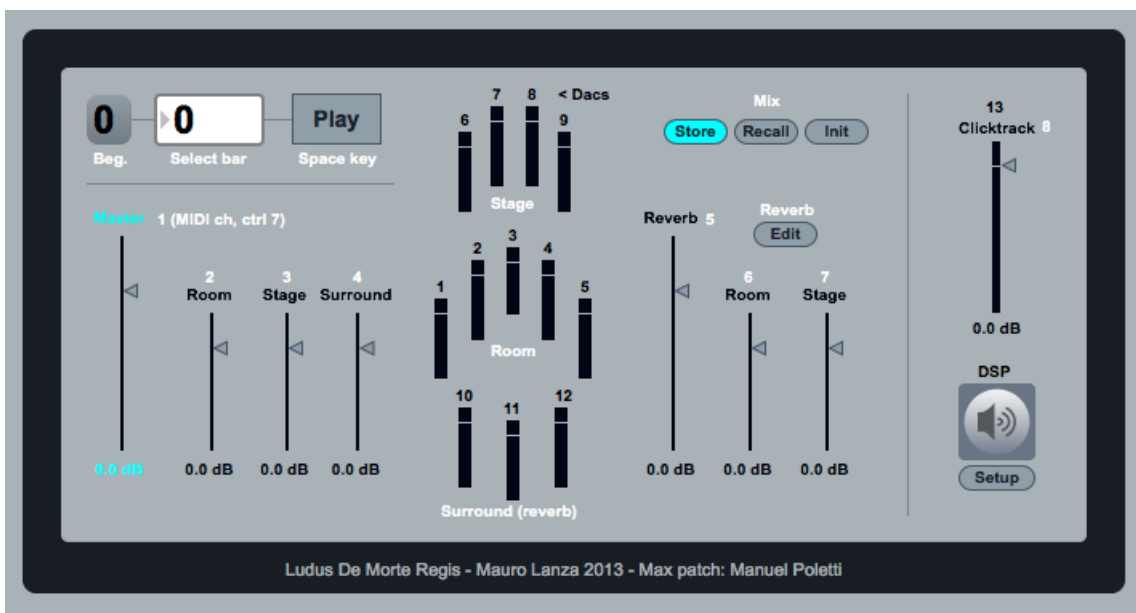 0 0 Play
Beg. Select bar Space key
Master 1 (MIDI ch, ctrl 7)
2 3 4
Room Stage Surround
0.0 dB 0.0 dB 0.0 dB 0.0 dB
7 8 < Dacs
6 9
Stage
3
2 4
1 5
Room
10 12
11
Surround (reverb)
Mix
Store Recall Init
Reverb 5
Reverb
Edit
6 7
Room Stage
0.0 dB 0.0 dB 0.0 dB
13
Clicktrack 8
0.0 dB
DSP
Setup
Ludus De Morte Regis - Mauro Lanza 2013 - Max patch: Manuel Poletti